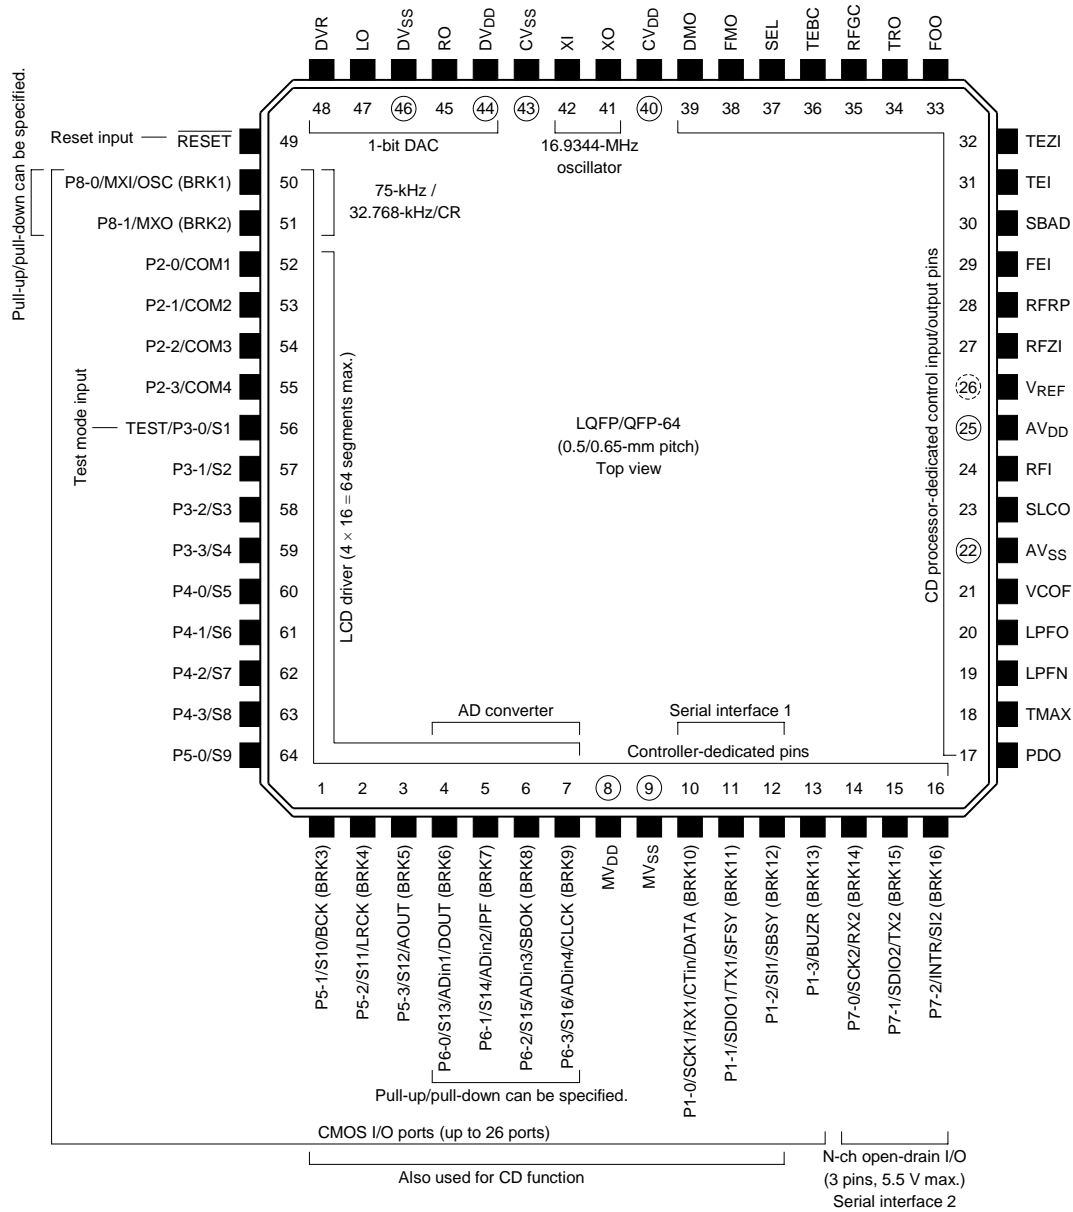 DVR
LO
DVSS
RO
DVDD
CVSS
XI
XO
CVDD
DMO
FMO
SEL
TEBC
RFGC
TRO
FOO
48 47 46 45 44 43 42 41 40 39 38 37 36 35 34 33
1-bit DAC
16.9344-MHz
oscillator
Pull-up/pull-down can be specified.
Reset input
RESET 49
P8-0/MXI/OSC (BRK1) 50
P8-1/MXO (BRK2) 51
75-kHz /
32.768-kHz/CR
P2-0/COM1 52
P2-1/COM2 53
P2-2/COM3 54
P2-3/COM4 55
Test mode input
TEST/P3-0/S1 56
P3-1/S2 57
P3-2/S3 58
P3-3/S4 59
P4-0/S5 60
P4-1/S6 61
P4-2/S7 62
P4-3/S8 63
P5-0/S9 64
LCD driver (4 × 16 = 64 segments max.)
LQFP/QFP-64
(0.5/0.65-mm pitch)
Top view
CD processor-dedicated control input/output pins
32 TEZI
31 TEI
30 SBAD
29 FEI
28 RFRP
27 RFZI
26 VREF
25 AVDD
24 RFI
23 SLCO
22 AVSS
21 VCOF
20 LPFO
19 LPFN
18 TMAX
17 PDO
AD converter
Serial interface 1
Controller-dedicated pins
1 2 3 4 5 6 7 8 9 10 11 12 13 14 15 16
P5-1/S10/BCK (BRK3)
P5-2/S11/LRCK (BRK4)
P5-3/S12/AOUT (BRK5)
P6-0/S13/ADin1/DOUT (BRK6)
P6-1/S14/ADin2/IPF (BRK7)
P6-2/S15/ADin3/SBOK (BRK8)
P6-3/S16/ADin4/CLCK (BRK9)
MVDD
MVSS
P1-0/SCK1/RX1/CTin/DATA (BRK10)
P1-1/SDIO1/TX1/SFSY (BRK11)
P1-2/SI1/SBSY (BRK12)
P1-3/BUZR (BRK13)
P7-0/SCK2/RX2 (BRK14)
P7-1/SDIO2/TX2 (BRK15)
P7-2/INTR/SI2 (BRK16)
Pull-up/pull-down can be specified.
CMOS I/O ports (up to 26 ports)
Also used for CD function
N-ch open-drain I/O
(3 pins, 5.5 V max.)
Serial interface 2